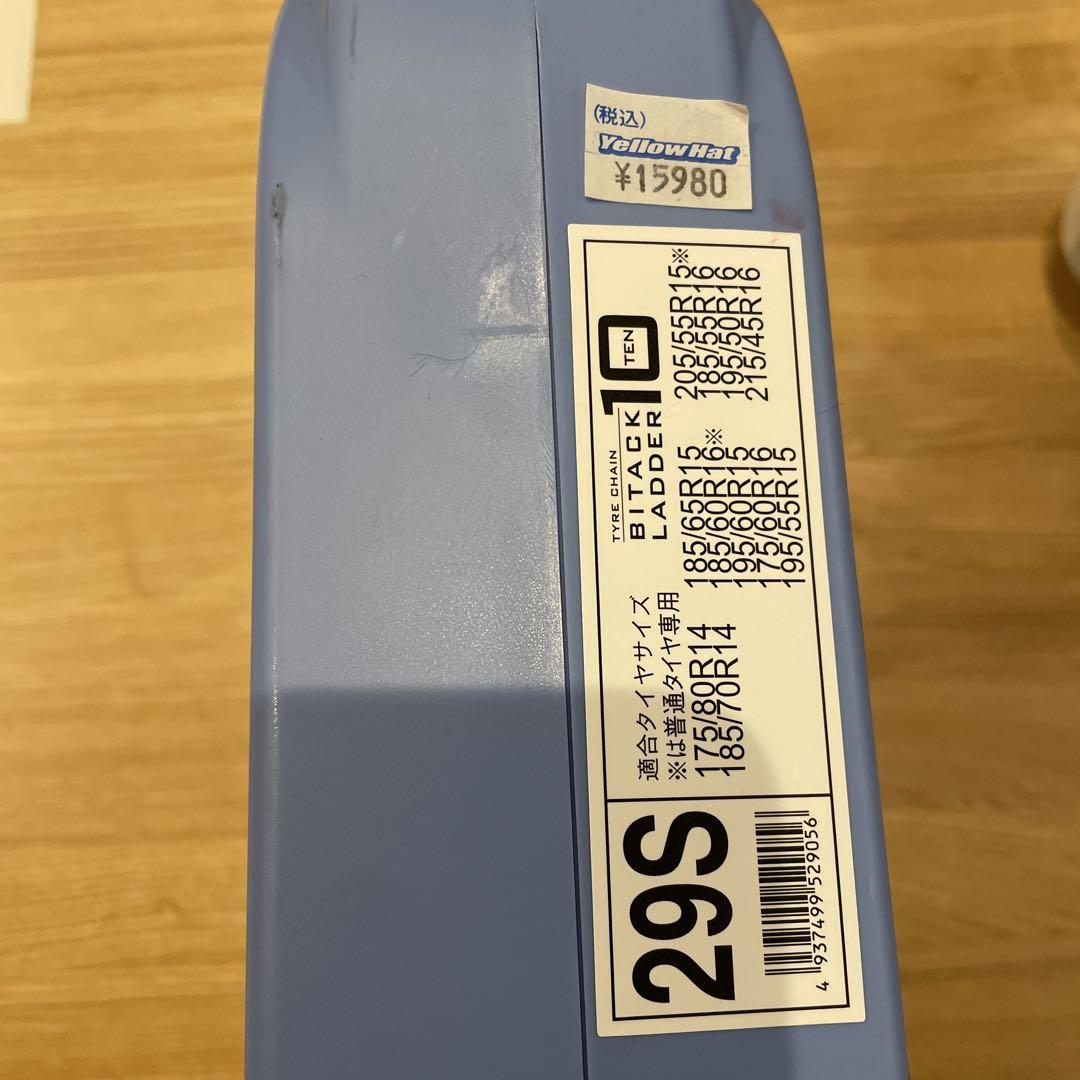 (税込)
YellowHat
¥15980
TYRE CHAIN
BITACK
LADDER
10
TEN
適合タイヤサイズ
※は普通タイヤ専用
175/80R14
185/70R14
185/65R15
185/60R16※
195/60R15
175/60R16
195/55R15
205/55R15※
185/55R16
195/50R16
215/45R16
29S
4 937499 529056